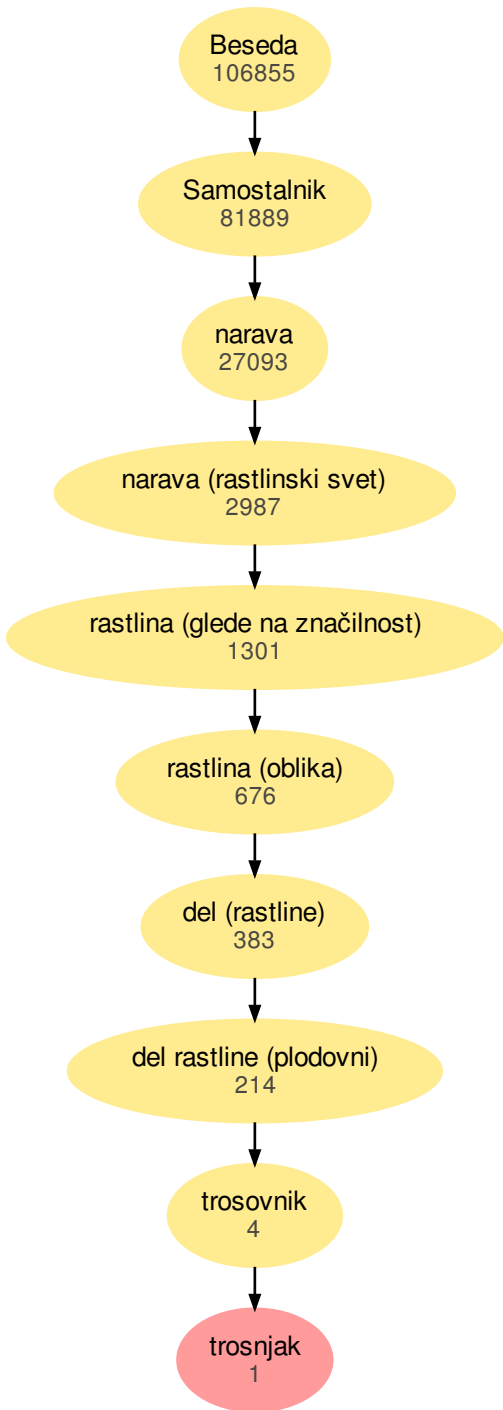 Beseda
106855
Samostalnik
81889
narava
27093
narava (rastlinski svet)
2987
rastlina (glede na značilnost)
1301
rastlina (oblika)
676
del (rastline)
383
del rastline (plodovni)
214
trosovnik
4
trosnjak
1